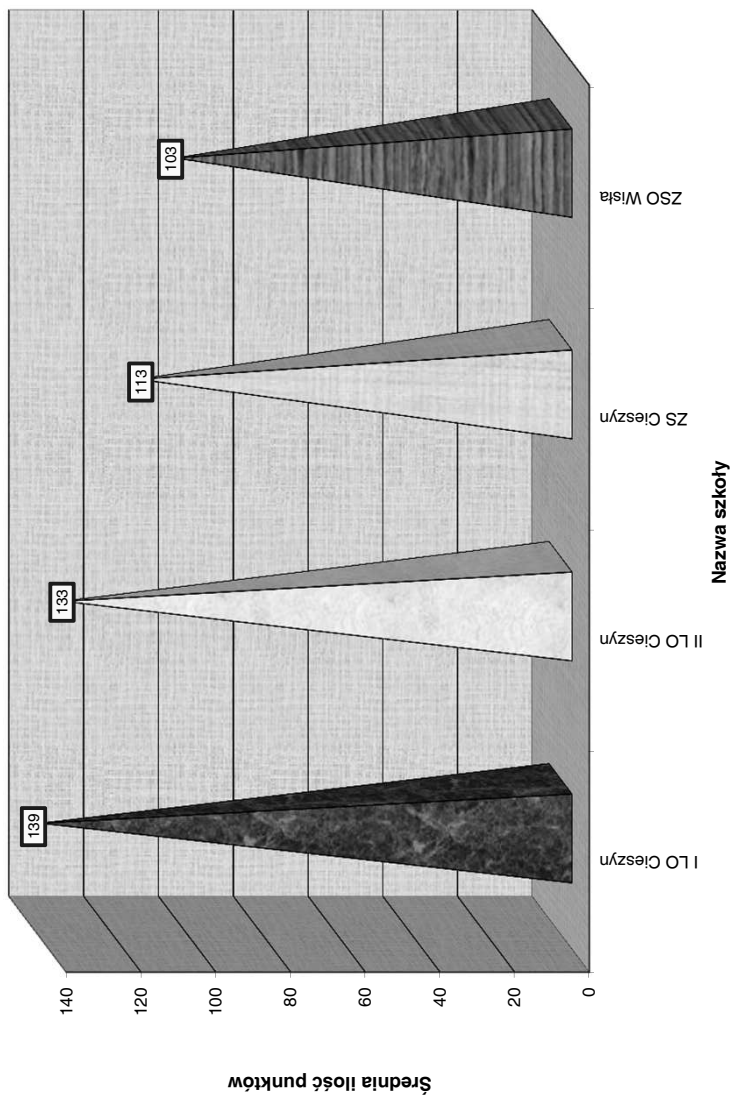 Średnia ilość punktów
140
120
100
80
60
40
20
0
139
133
113
103
I LO Cieszyn
II LO Cieszyn
ZS Cieszyn
ZSO Wisła
Nazwa szkoły